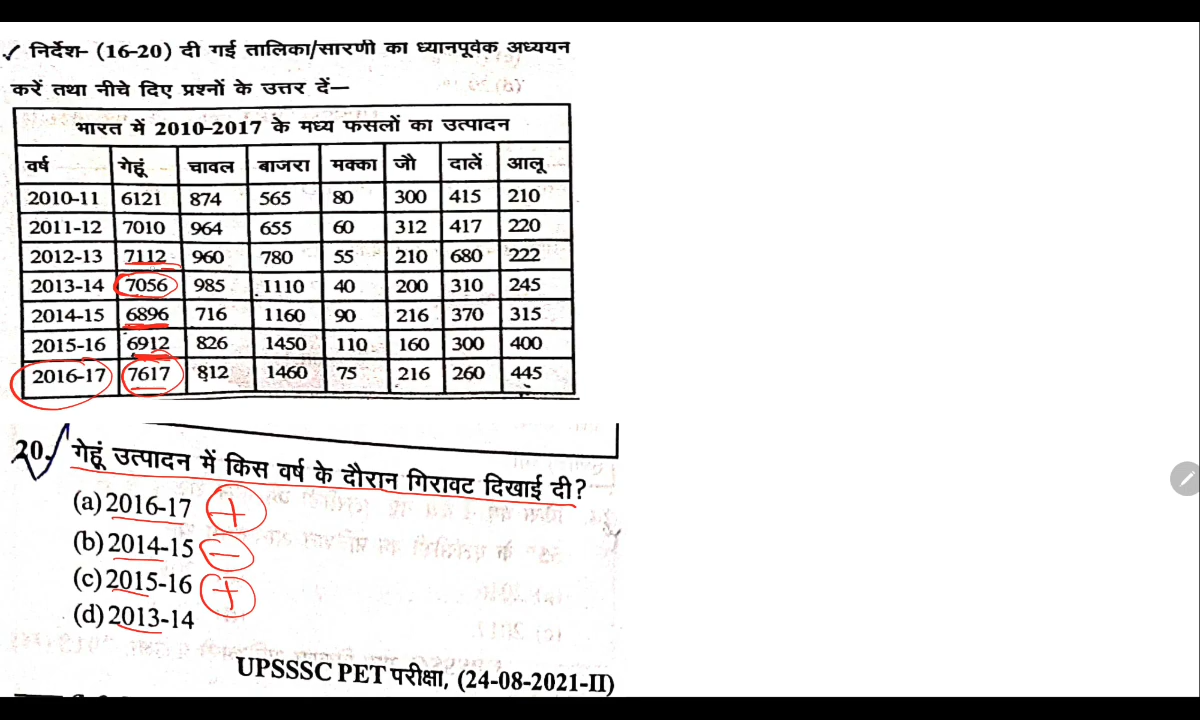 निर्देश- (16-20) दी गई तालिका/सारणी का ध्यानपूर्वक अध्ययन
करें तथा नीचे दिए प्रश्नों के उत्तर दें—
भारत में 2010-2017 के मध्य फसलों का उत्पादन
वर्ष गेहूं चावल बाजरा मक्का जौ दालें आलू
2010-11 6121 874 565 80 300 415 210
2011-12 7010 964 655 60 312 417 220
2012-13 7112 960 780 55 210 680 222
2013-14 7056 985 1110 40 200 310 245
2014-15 6896 716 1160 90 216 370 315
2015-16 6912 826 1450 110 160 300 400
2016-17 7617 812 1460 75 216 260 445
20. गेहूं उत्पादन में किस वर्ष के दौरान गिरावट दिखाई दी?
(a) 2016-17 +
(b) 2014-15 −
(c) 2015-16 +
(d) 2013-14
UPSSSC PET परीक्षा, (24-08-2021-II)